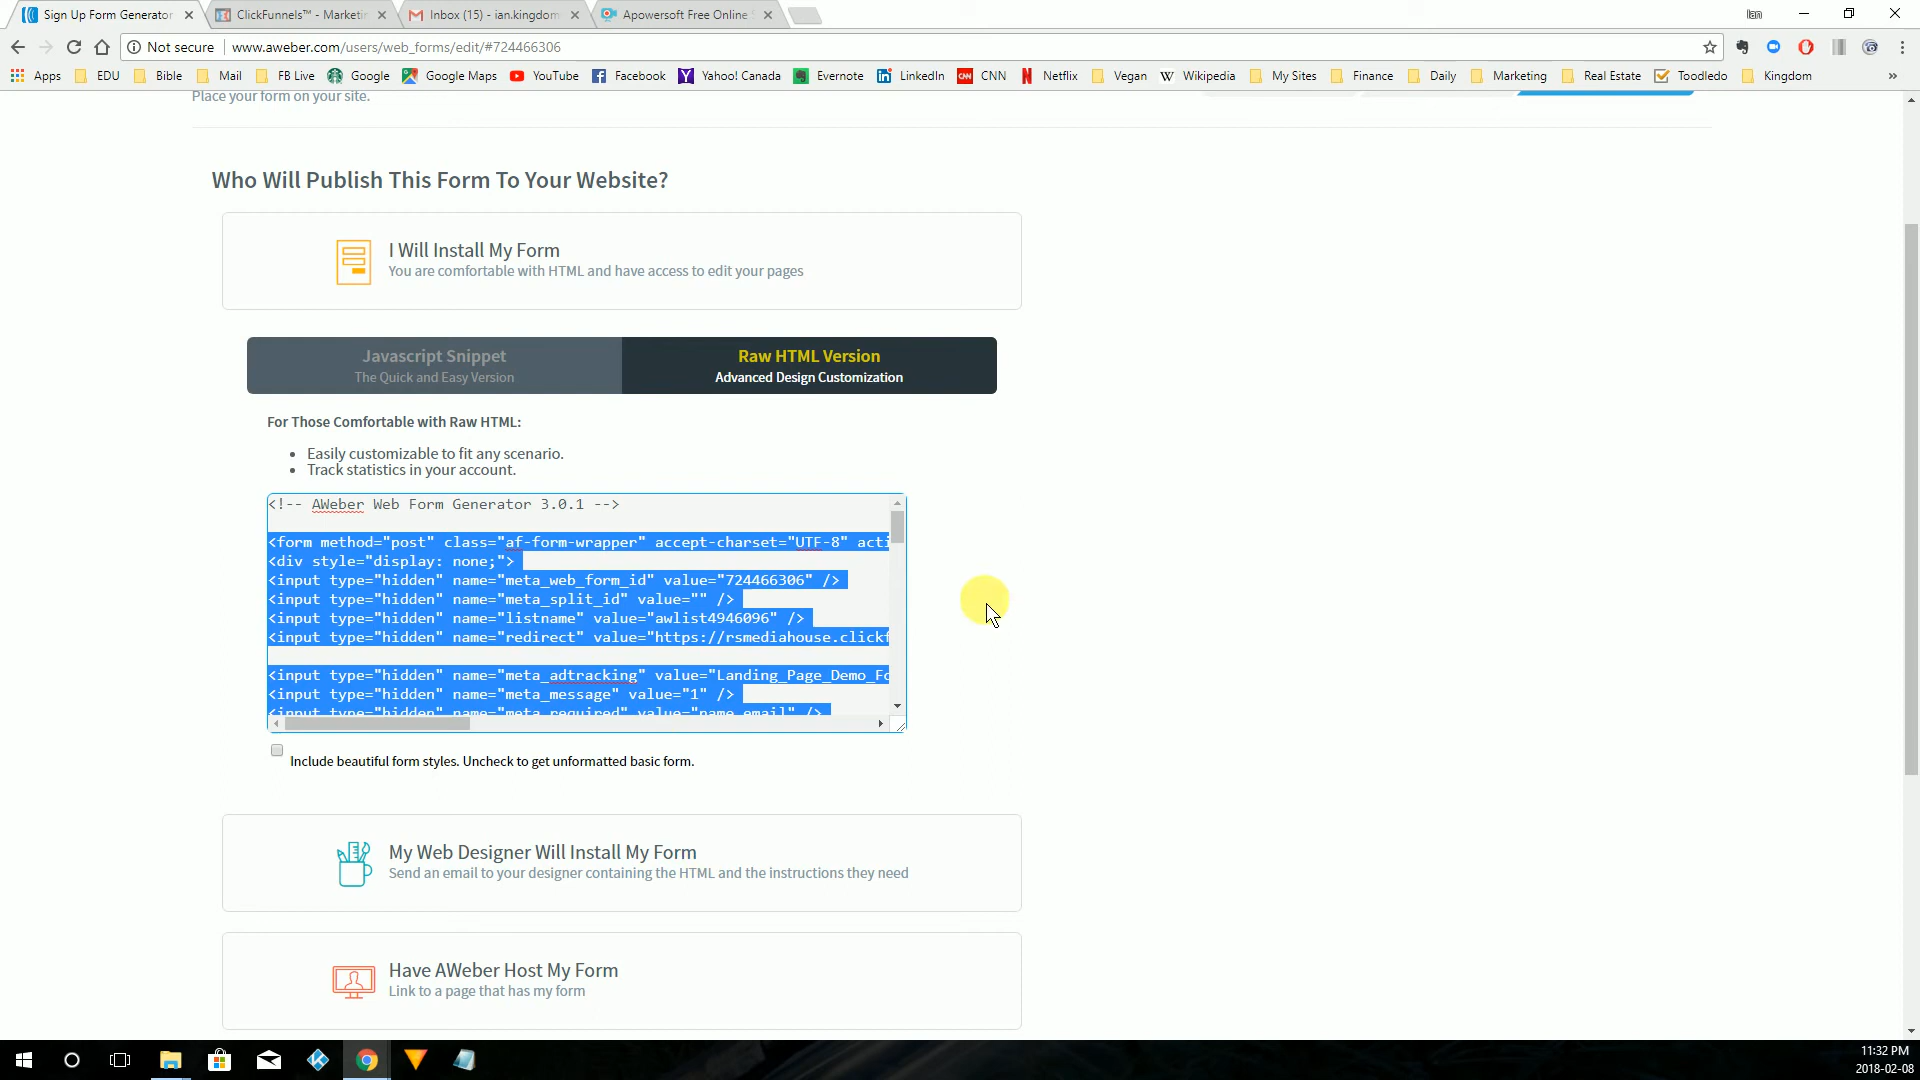 Sign Up Form Generator
ClickFunnels™ - Marketin
Inbox (15) - ian.kingdom
Apowersoft Free Online S
Ian
Not secure
www.aweber.com/users/web_forms/edit/#724466306
Apps
EDU
Bible
Mail
FB Live
Google
Google Maps
YouTube
Facebook
Yahoo! Canada
Evernote
LinkedIn
CNN
Netflix
Vegan
Wikipedia
My Sites
Finance
Daily
Marketing
Real Estate
Toodledo
Kingdom
»
Place your form on your site.
Who Will Publish This Form To Your Website?
I Will Install My Form
You are comfortable with HTML and have access to edit your pages
Javascript Snippet
The Quick and Easy Version
Raw HTML Version
Advanced Design Customization
For Those Comfortable with Raw HTML:
• Easily customizable to fit any scenario.
• Track statistics in your account.
<!-- AWeber Web Form Generator 3.0.1 -->
<form method="post" class="af-form-wrapper" accept-charset="UTF-8" acti
<div style="display: none;">
<input type="hidden" name="meta_web_form_id" value="724466306" />
<input type="hidden" name="meta_split_id" value="" />
<input type="hidden" name="listname" value="awlist4946096" />
<input type="hidden" name="redirect" value="https://rsmediahouse.clickf
<input type="hidden" name="meta_adtracking" value="Landing_Page_Demo_Fo
<input type="hidden" name="meta_message" value="1" />
<input type="hidden" name="meta_required" value="name,email" />
Include beautiful form styles. Uncheck to get unformatted basic form.
My Web Designer Will Install My Form
Send an email to your designer containing the HTML and the instructions they need
Have AWeber Host My Form
Link to a page that has my form
11:32 PM
2018-02-08